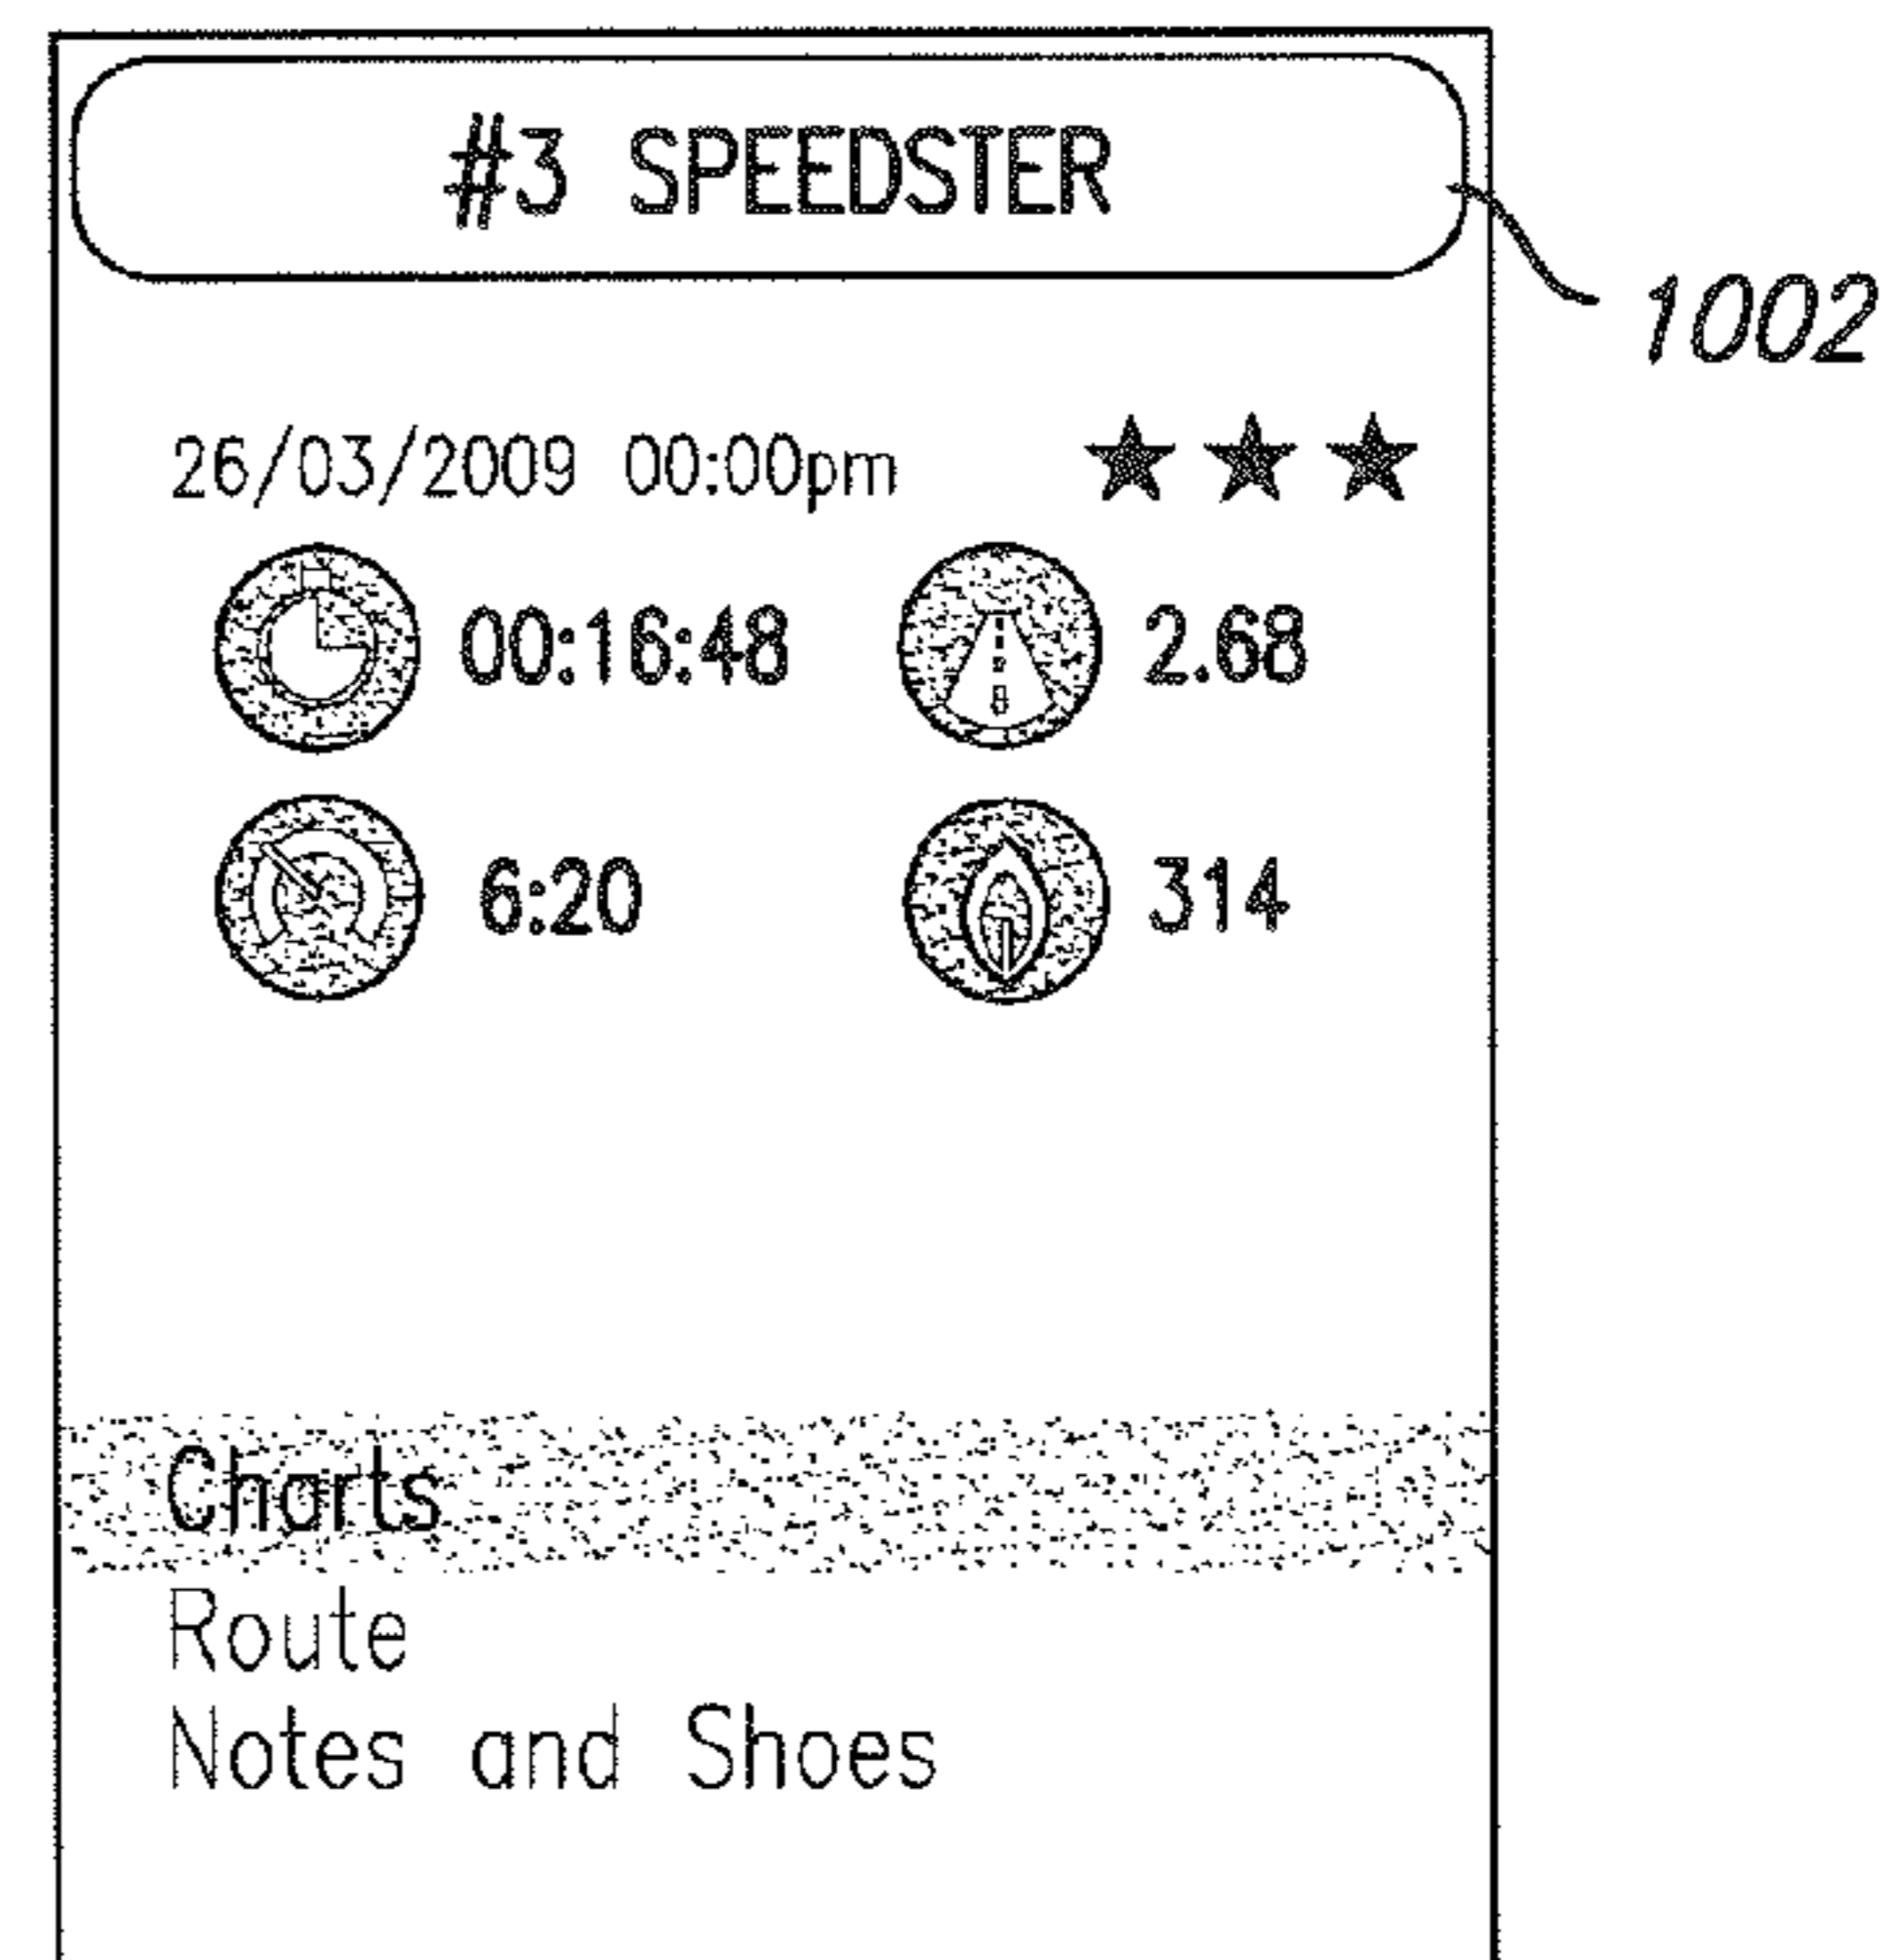 #3 SPEEDSTER
1002
26/03/2009 00:00pm
00:16:48 2.68
6:20 314
Charts
Route
Notes and Shoes